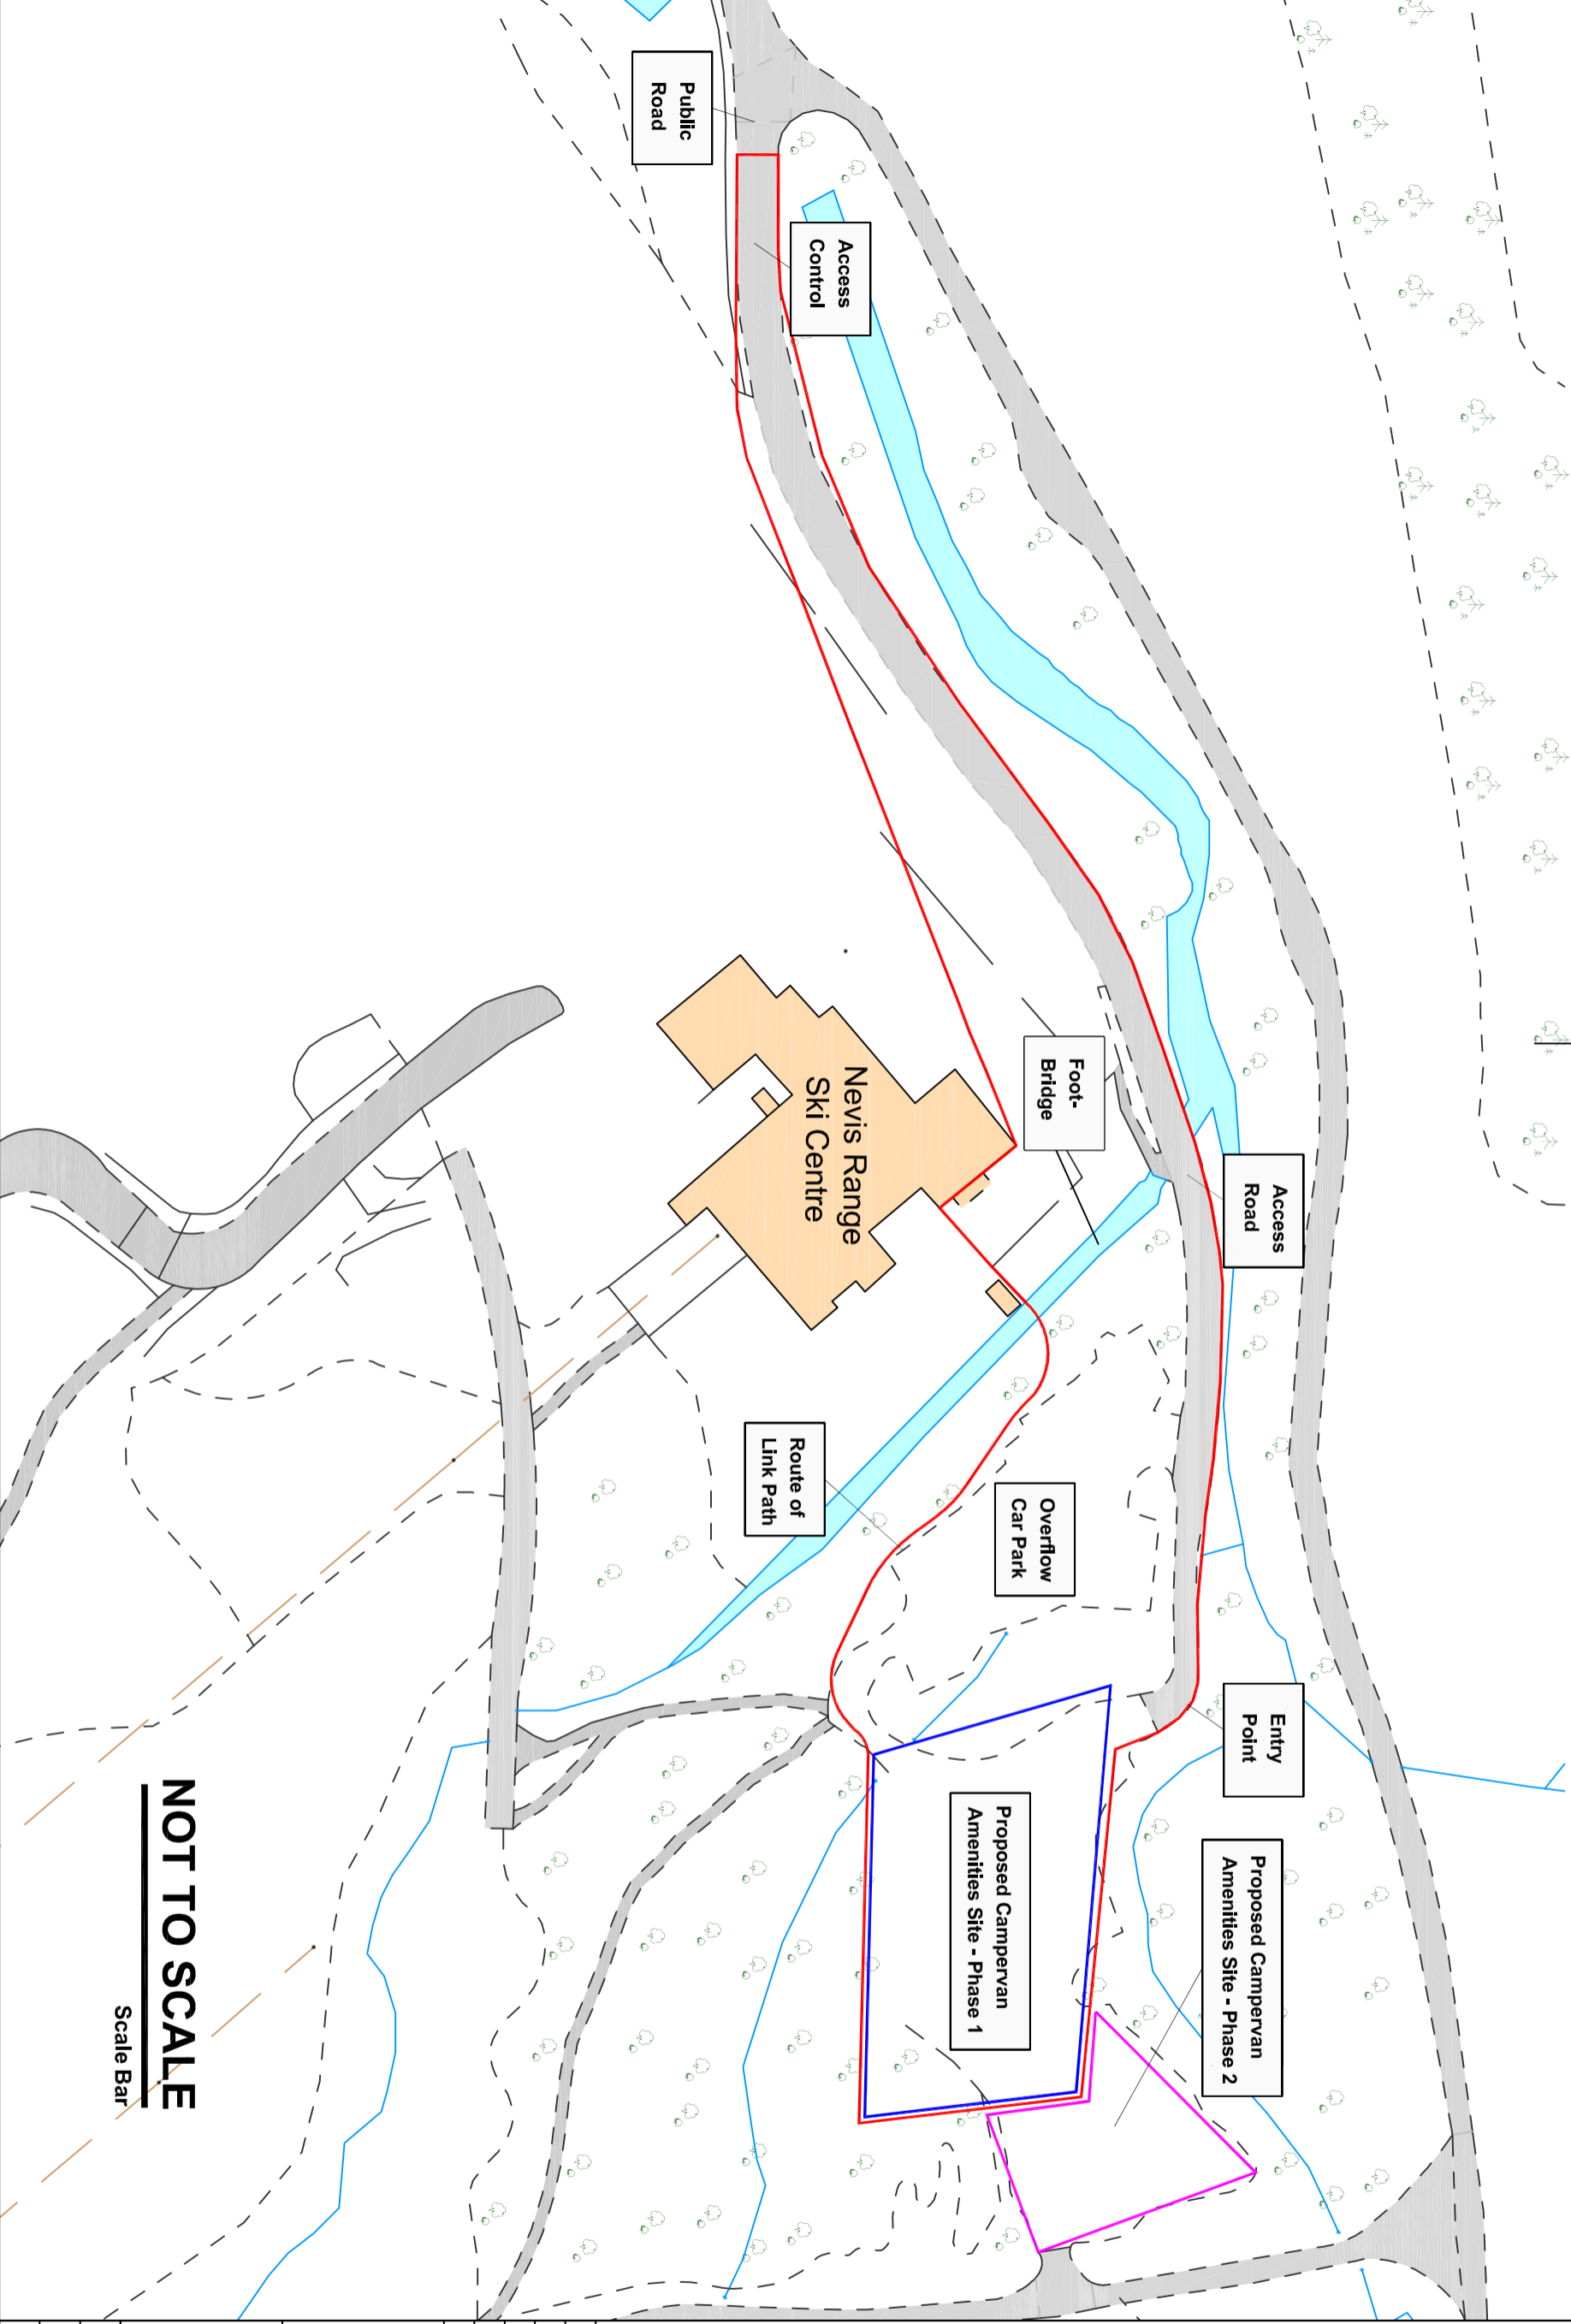 Public
Road
Access
Control
Foot-
Bridge
Access
Road
Nevis Range
Ski Centre
Route of
Link Path
Overflow
Car Park
Entry
Point
Proposed Campervan
Amenities Site - Phase 1
Proposed Campervan
Amenities Site - Phase 2
NOT TO SCALE
Scale Bar